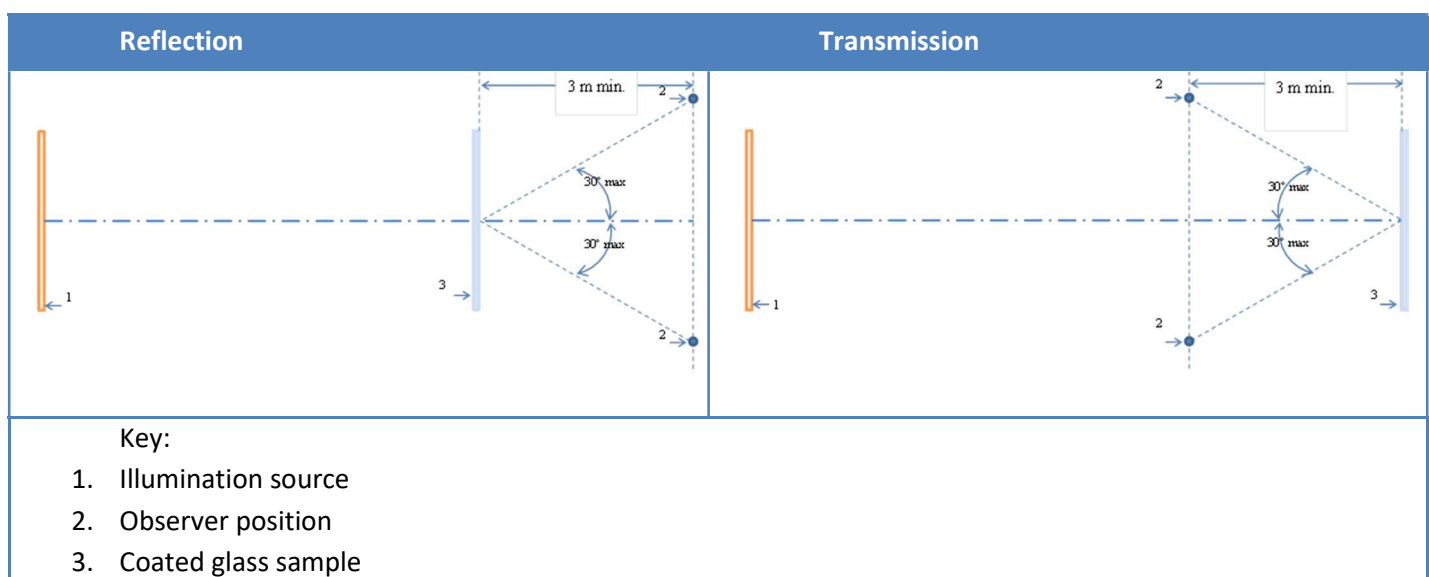 Reflection
Transmission
3 m min.
2
30° max
30° max
1
3
2
2
3 m min.
30° max
30° max
1
3
2
Key:
1. Illumination source
2. Observer position
3. Coated glass sample